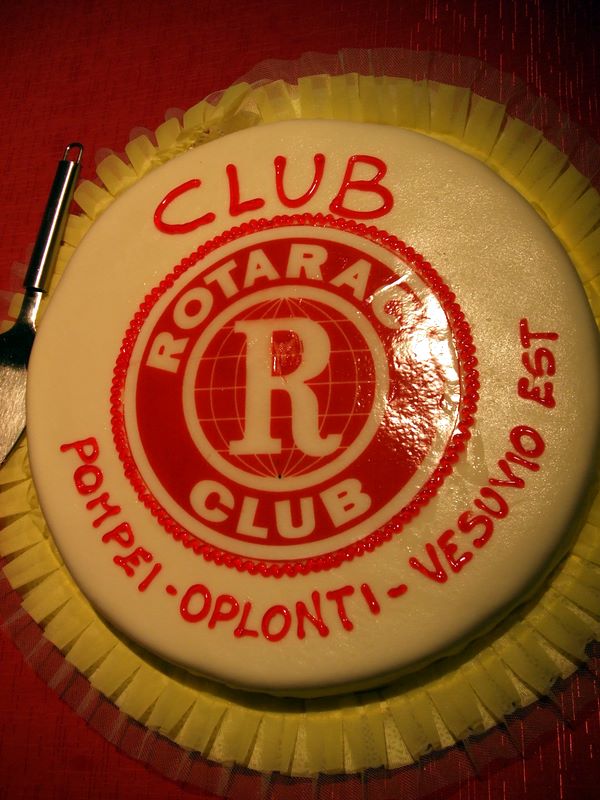 CLUB
ROTARAC
R
CLUB
POMPEI - OPLONTI - VESUVIO EST